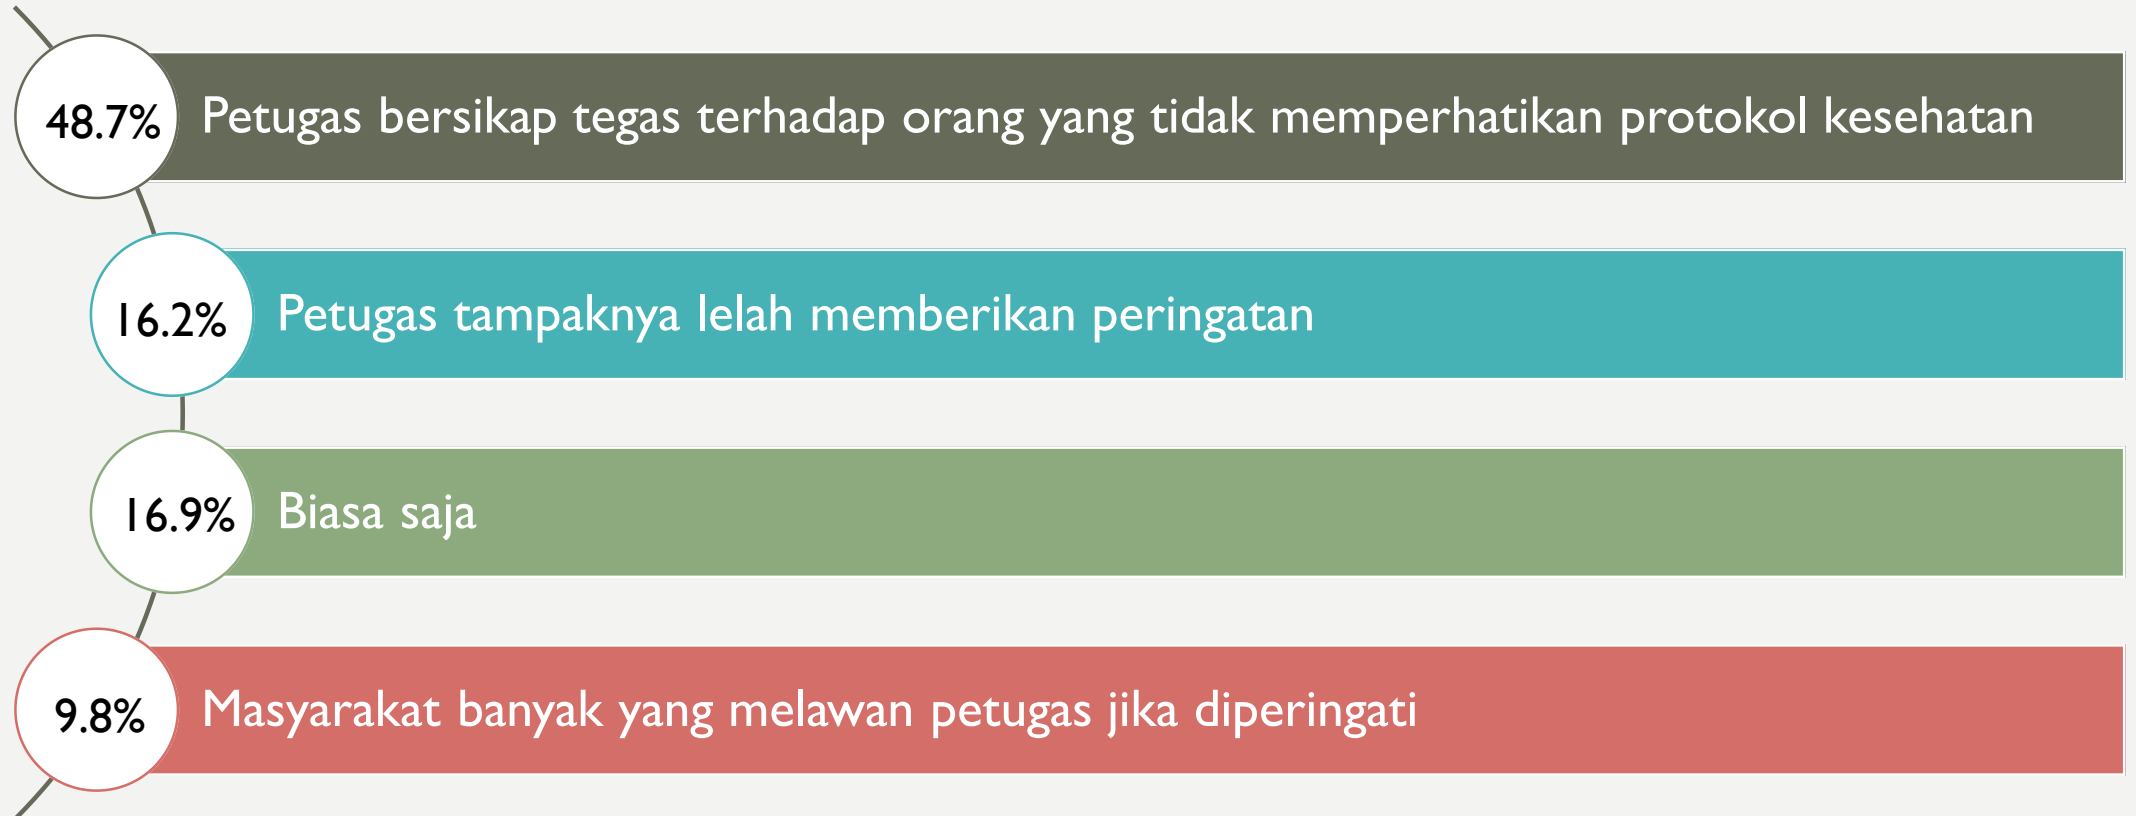 48.7% Petugas bersikap tegas terhadap orang yang tidak memperhatikan protokol kesehatan
16.2% Petugas tampaknya lelah memberikan peringatan
16.9% Biasa saja
9.8% Masyarakat banyak yang melawan petugas jika diperingati